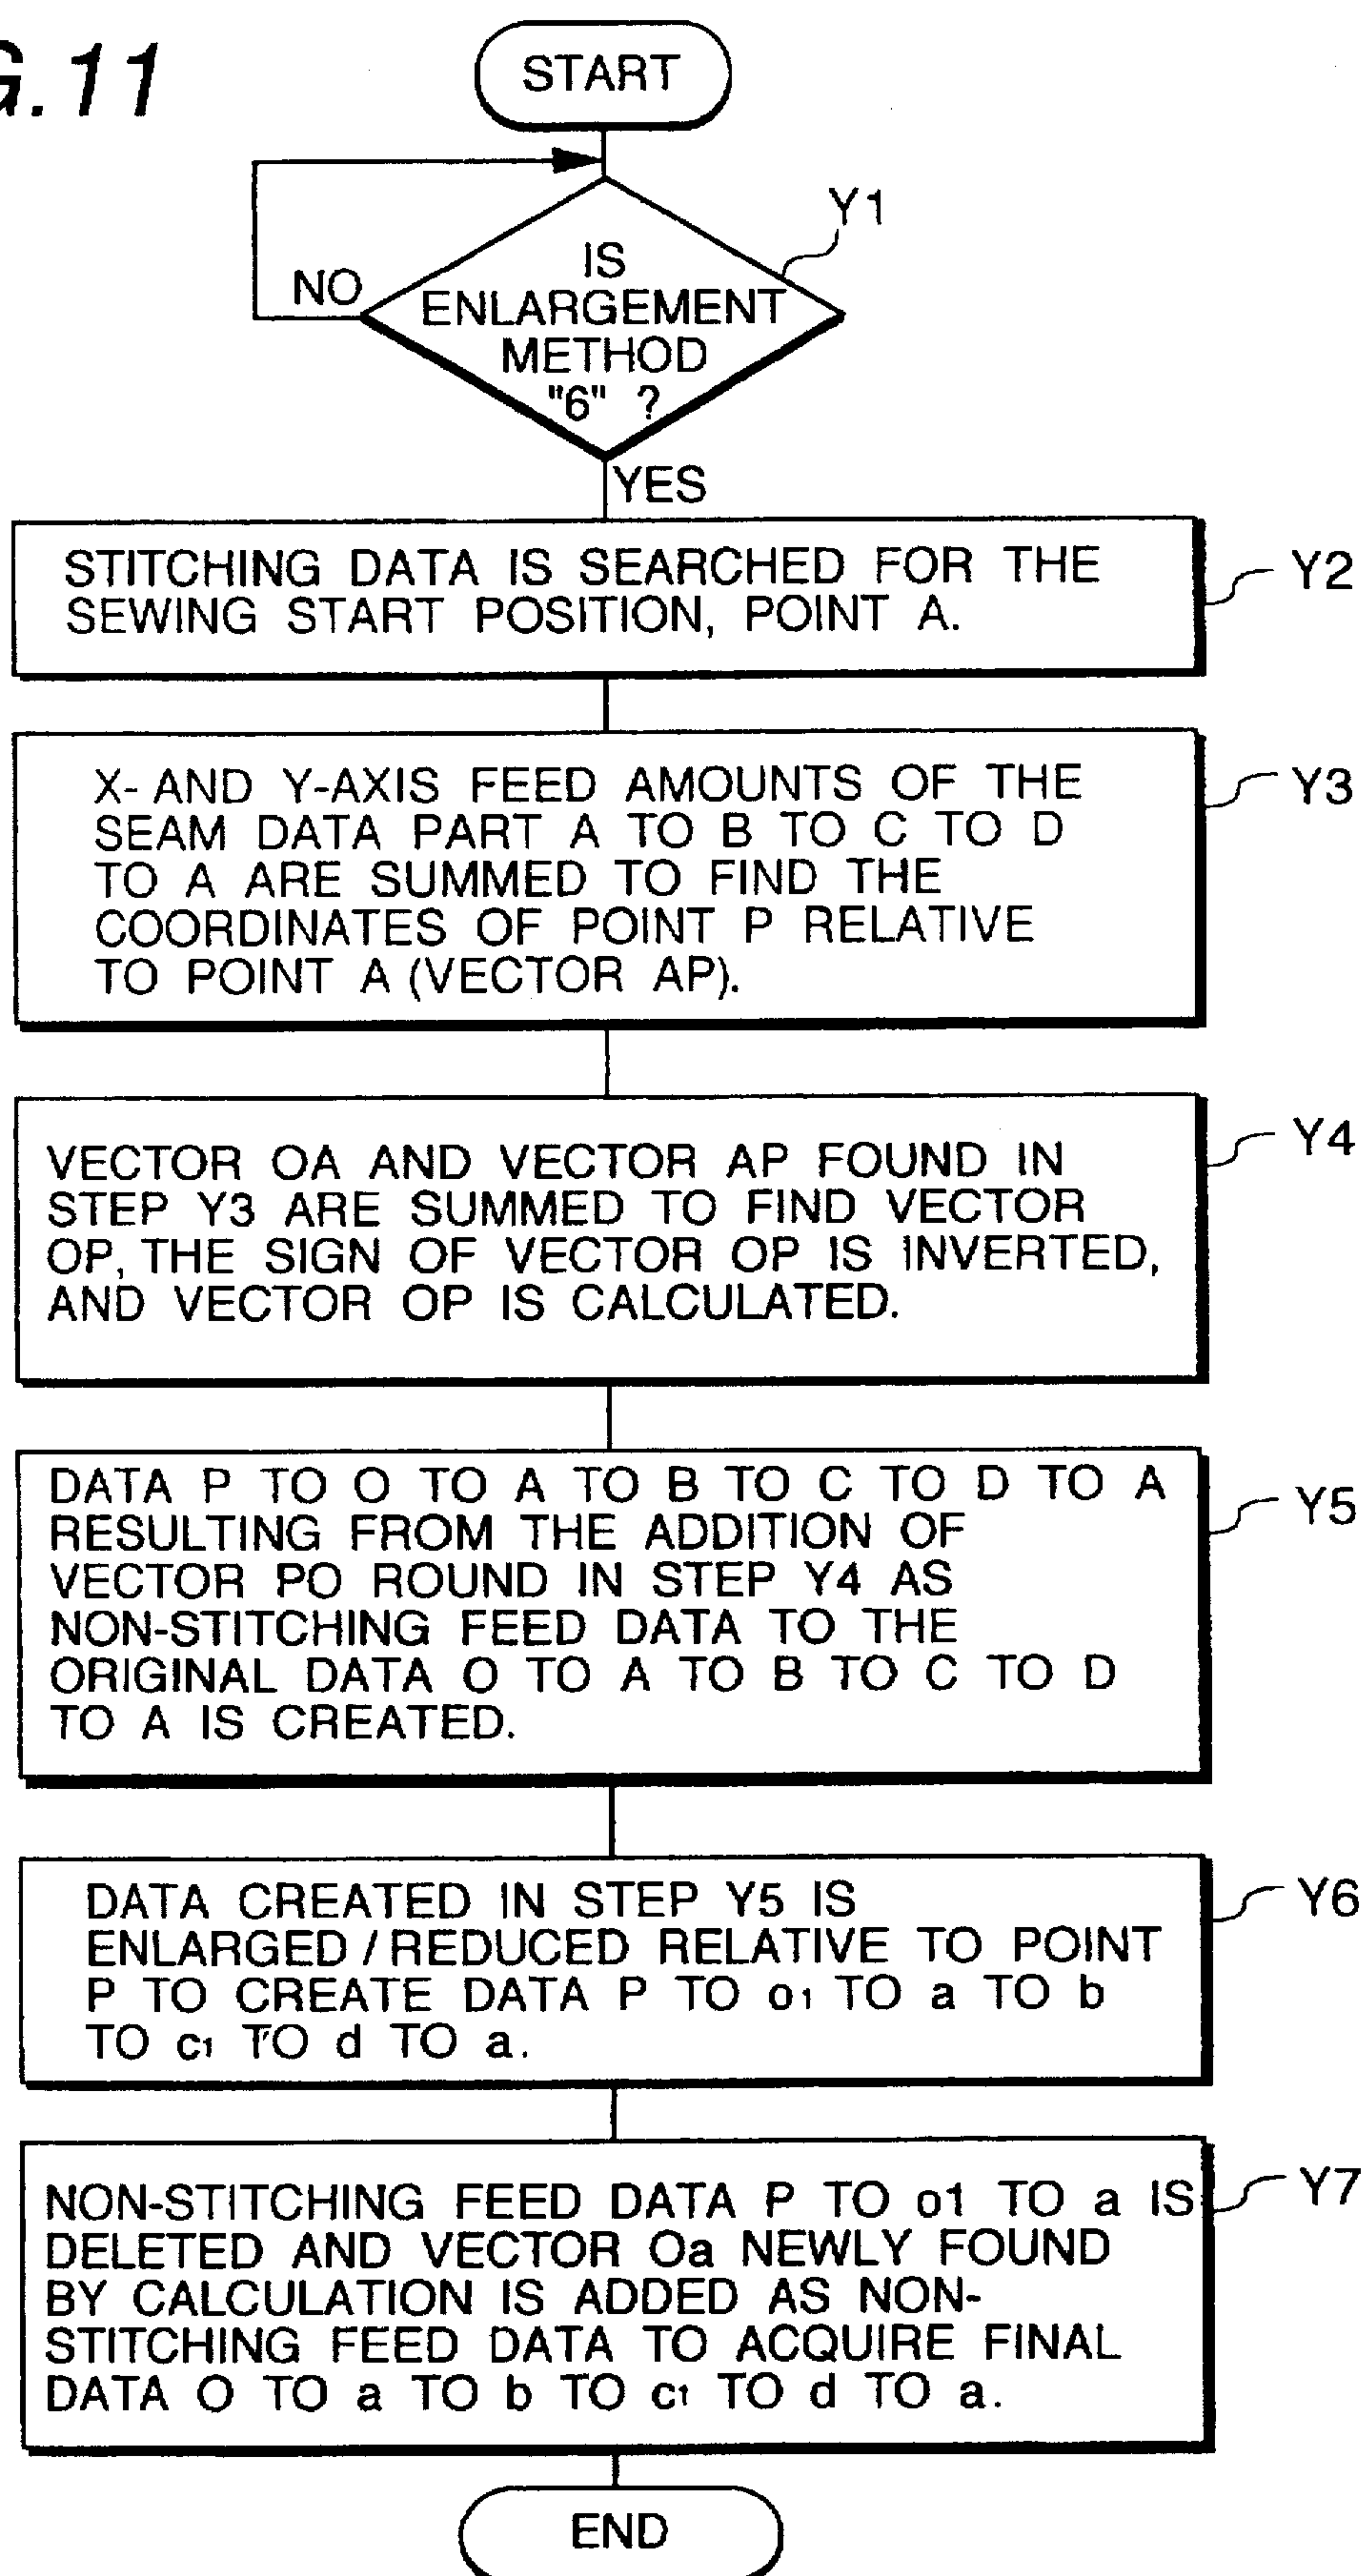 G.11
START
Y1
IS
NO
ENLARGEMENT
METHOD
"6" ?
YES
STITCHING DATA IS SEARCHED FOR THE
SEWING START POSITION, POINT A.
Y2
X- AND Y-AXIS FEED AMOUNTS OF THE
SEAM DATA PART A TO B TO C TO D
TO A ARE SUMMED TO FIND THE
COORDINATES OF POINT P RELATIVE
TO POINT A (VECTOR AP).
Y3
VECTOR OA AND VECTOR AP FOUND IN
STEP Y3 ARE SUMMED TO FIND VECTOR
OP, THE SIGN OF VECTOR OP IS INVERTED,
AND VECTOR OP IS CALCULATED.
Y4
DATA P TO O TO A TO B TO C TO D TO A
RESULTING FROM THE ADDITION OF
VECTOR PO ROUND IN STEP Y4 AS
NON-STITCHING FEED DATA TO THE
ORIGINAL DATA O TO A TO B TO C TO D
TO A IS CREATED.
Y5
DATA CREATED IN STEP Y5 IS
ENLARGED / REDUCED RELATIVE TO POINT
P TO CREATE DATA P TO o1 TO a TO b
TO c1 TO d TO a.
Y6
NON-STITCHING FEED DATA P TO o1 TO a IS
DELETED AND VECTOR Oa NEWLY FOUND
BY CALCULATION IS ADDED AS NON-
STITCHING FEED DATA TO ACQUIRE FINAL
DATA O TO a TO b TO c1 TO d TO a.
Y7
END